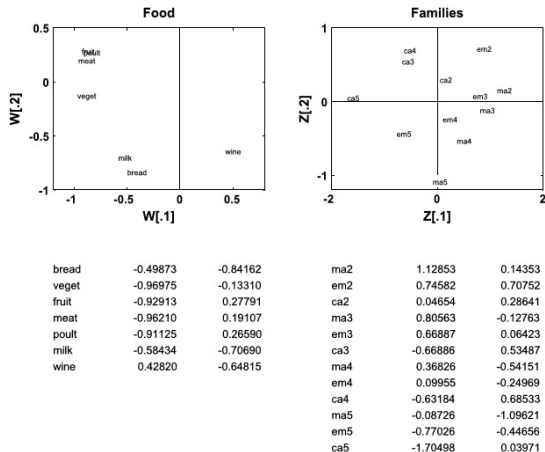 Food
0.5
0
-0.5
-1
W[.2]
fruit
poult
meat
veget
milk
bread
wine
-1
-0.5
0
0.5
W[.1]
Families
1
0
-1
Z[.2]
ca4
em2
ca3
ca2
ma2
em3
ca5
ma3
em4
em5
ma4
ma5
-2
0
2
Z[.1]
bread -0.49873 -0.84162
veget -0.96975 -0.13310
fruit -0.92913 0.27791
meat -0.96210 0.19107
poult -0.91125 0.26590
milk -0.58434 -0.70690
wine 0.42820 -0.64815
ma2 1.12853 0.14353
em2 0.74582 0.70752
ca2 0.04654 0.28641
ma3 0.80563 -0.12763
em3 0.66887 0.06423
ca3 -0.66886 0.53487
ma4 0.36826 -0.54151
em4 0.09955 -0.24969
ca4 -0.63184 0.68533
ma5 -0.08726 -1.09621
em5 -0.77026 -0.44656
ca5 -1.70498 0.03971